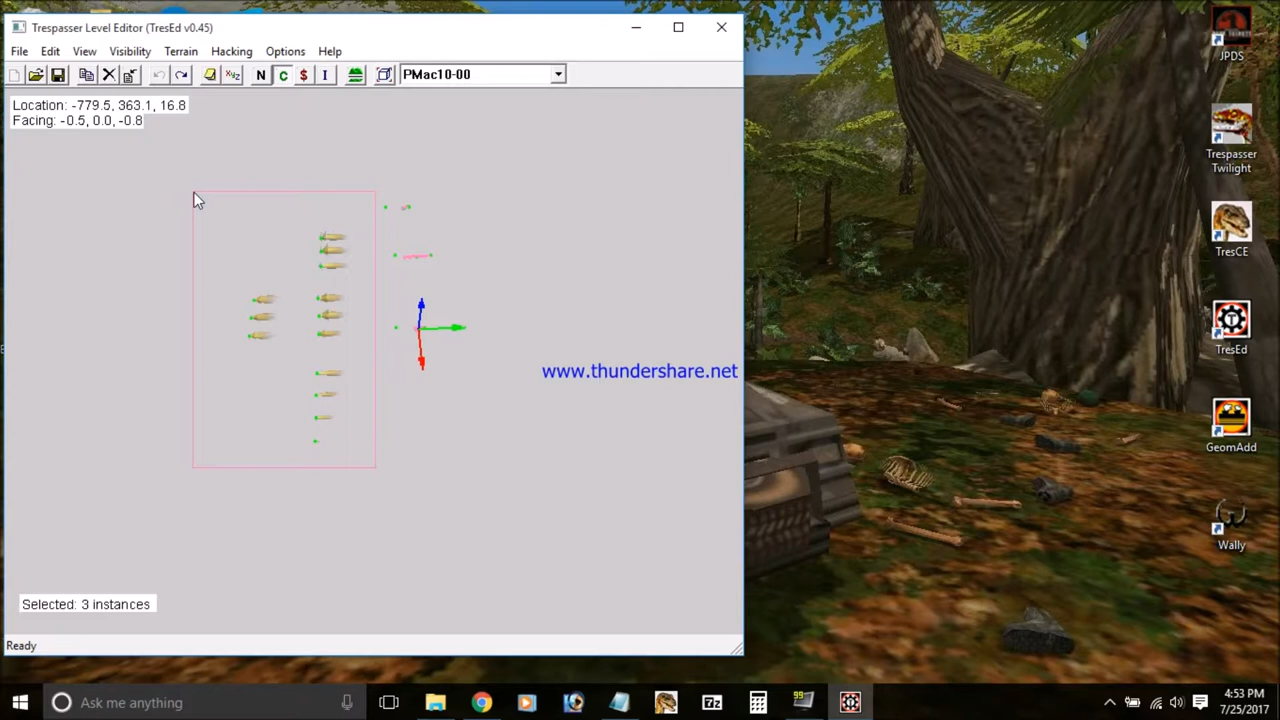 Trespasser Level Editor (TresEd v0.45)
File Edit View Visibility Terrain Hacking Options Help
N C $ I PMac10-00
Location: -779.5, 363.1, 16.8
Facing: -0.5, 0.0, -0.8
www.thundershare.net
Selected: 3 instances
Ready
JPDS
Trespasser
Twilight
TresCE
TresEd
GeomAdd
Wally
Ask me anything
7z
99
4:53 PM
7/25/2017